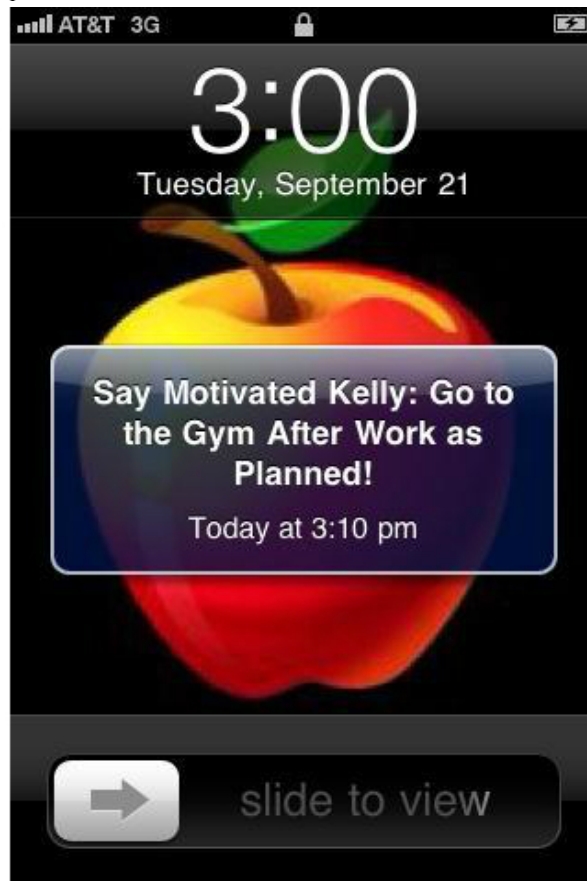 AT&T 3G
3:00
Tuesday, September 21
Say Motivated Kelly: Go to
the Gym After Work as
Planned!
Today at 3:10 pm
slide to view